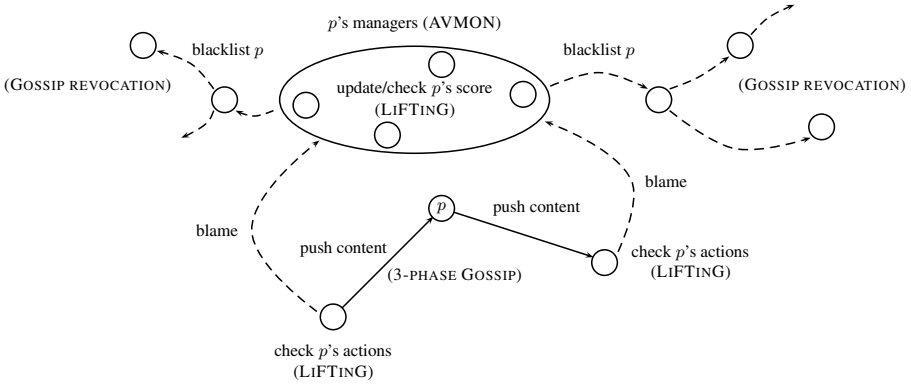 p's managers (AVMON)
blacklist p
blacklist p
(GOSSIP REVOCATION)
(GOSSIP REVOCATION)
update/check p's score
(LIFTING)
blame
blame
p
push content
push content
(3-PHASE GOSSIP)
check p's actions
(LIFTING)
check p's actions
(LIFTING)